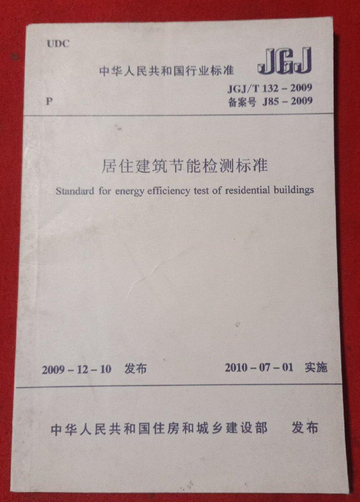 UDC
中华人民共和国行业标准 JGJ
JGJ/T 132-2009
P 备案号 J85-2009
居住建筑节能检测标准
Standard for energy efficiency test of residential buildings
2009-12-10 发布 2010-07-01 实施
中华人民共和国住房和城乡建设部 发布